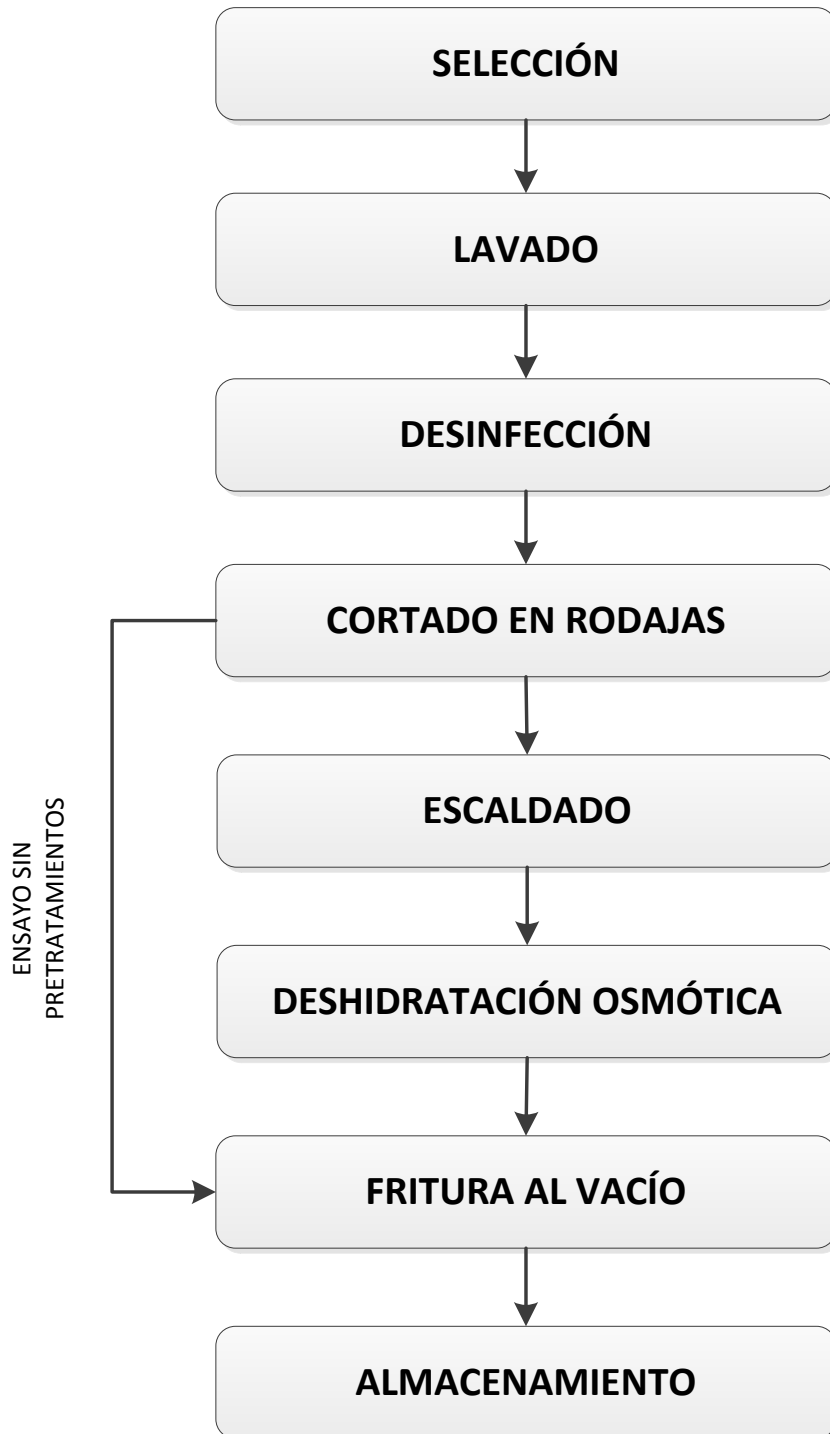 SELECCIÓN
LAVADO
DESINFECCIÓN
CORTADO EN RODAJAS
ESCALDADO
ENSAYO SIN
PRETRATAMIENTOS
DESHIDRATACIÓN OSMÓTICA
FRITURA AL VACÍO
ALMACENAMIENTO